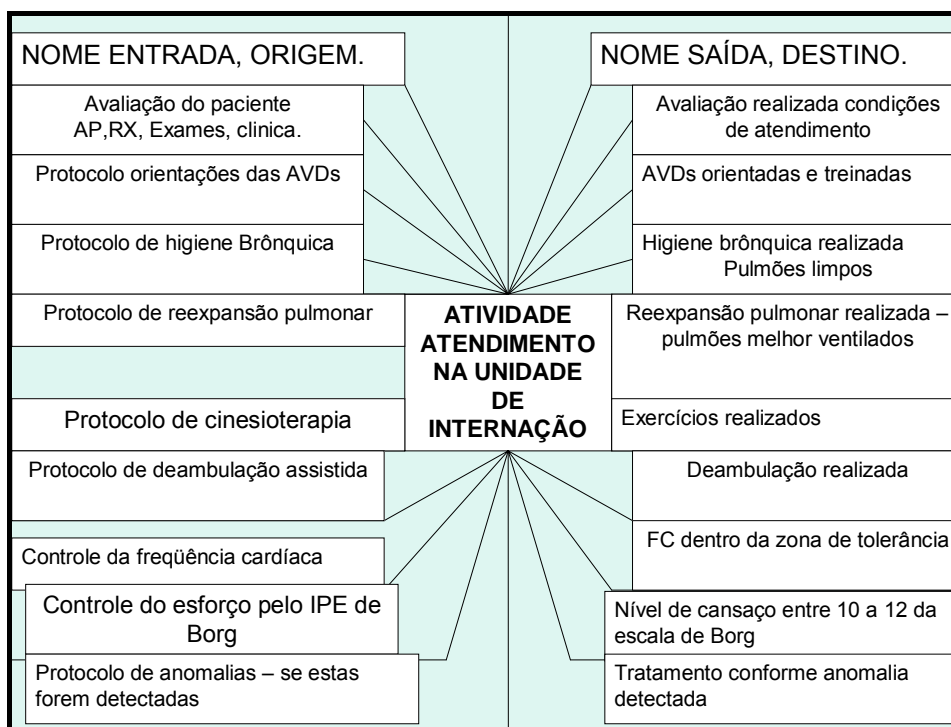 NOME ENTRADA, ORIGEM.
Avaliação do paciente
AP,RX, Exames, clinica.
Protocolo orientações das AVDs
Protocolo de higiene Brônquica
Protocolo de reexpansão pulmonar
Protocolo de cinesioterapia
Protocolo de deambulação assistida
Controle da freqüência cardíaca
Controle do esforço pelo IPE de
Borg
Protocolo de anomalias – se estas
forem detectadas
ATIVIDADE
ATENDIMENTO
NA UNIDADE
DE
INTERNAÇÃO
NOME SAÍDA, DESTINO.
Avaliação realizada condições
de atendimento
AVDs orientadas e treinadas
Higiene brônquica realizada
Pulmões limpos
Reexpansão pulmonar realizada –
pulmões melhor ventilados
Exercícios realizados
Deambulação realizada
FC dentro da zona de tolerância
Nível de cansaço entre 10 a 12 da
escala de Borg
Tratamento conforme anomalia
detectada